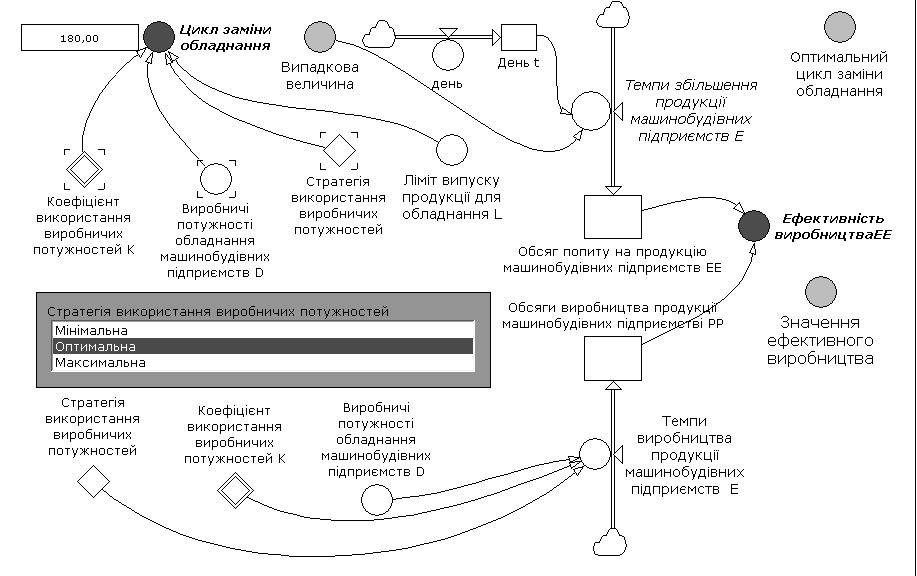 180,00
Цикл заміни
обладнання
Випадкова
величина
день
День t
Темпи збільшення
продукції
машинобудівних
підприємств Е
Оптимальний
цикл заміни
обладнання
Коефіцієнт
використання
виробничих
потужностей К
Виробничі
потужності
обладнання
машинобудівних
підприємств D
Стратегія
використання
виробничих
потужностей
Ліміт випуску
продукції для
обладнання L
Обсяг попиту на продукцію
машинобудівних підприємств ЕЕ
Ефективність
виробництваЕЕ
Обсяги виробництва продукції
машинобудівних підприємстві РР
Значення
ефективного
виробництва
Стратегія використання виробничих потужностей
Мінімальна
Оптимальна
Максимальна
Стратегія
використання
виробничих
потужностей
Коефіцієнт
використання
виробничих
потужностей К
Виробничі
потужності
обладнання
машинобудівних
підприємств D
Темпи
виробництва
продукції
машинобудівних
підприємств Е